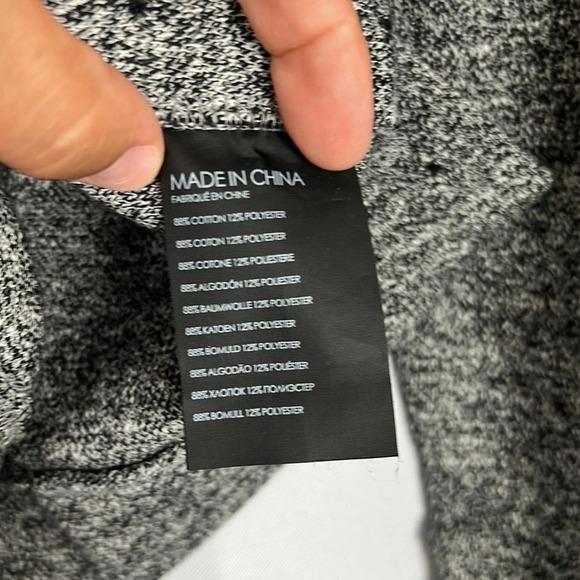 MADE IN CHINA
FABRIQUÉ EN CHINE
88% COTTON 12% POLYESTER
88% COTON 12% POLYESTER
88% COTONE 12% POLIESTERE
88% ALGODÓN 12% POLIESTER
88% BAUMWOLLE 12% POLYESTER
88% KATOEN 12% POLYESTER
88% BOMULD 12% POLYESTER
88% ALGODÃO 12% POLIÉSTER
88% ХЛОПОК 12% ПОЛИЭСТЕР
88% BOMULL 12% POLYESTER